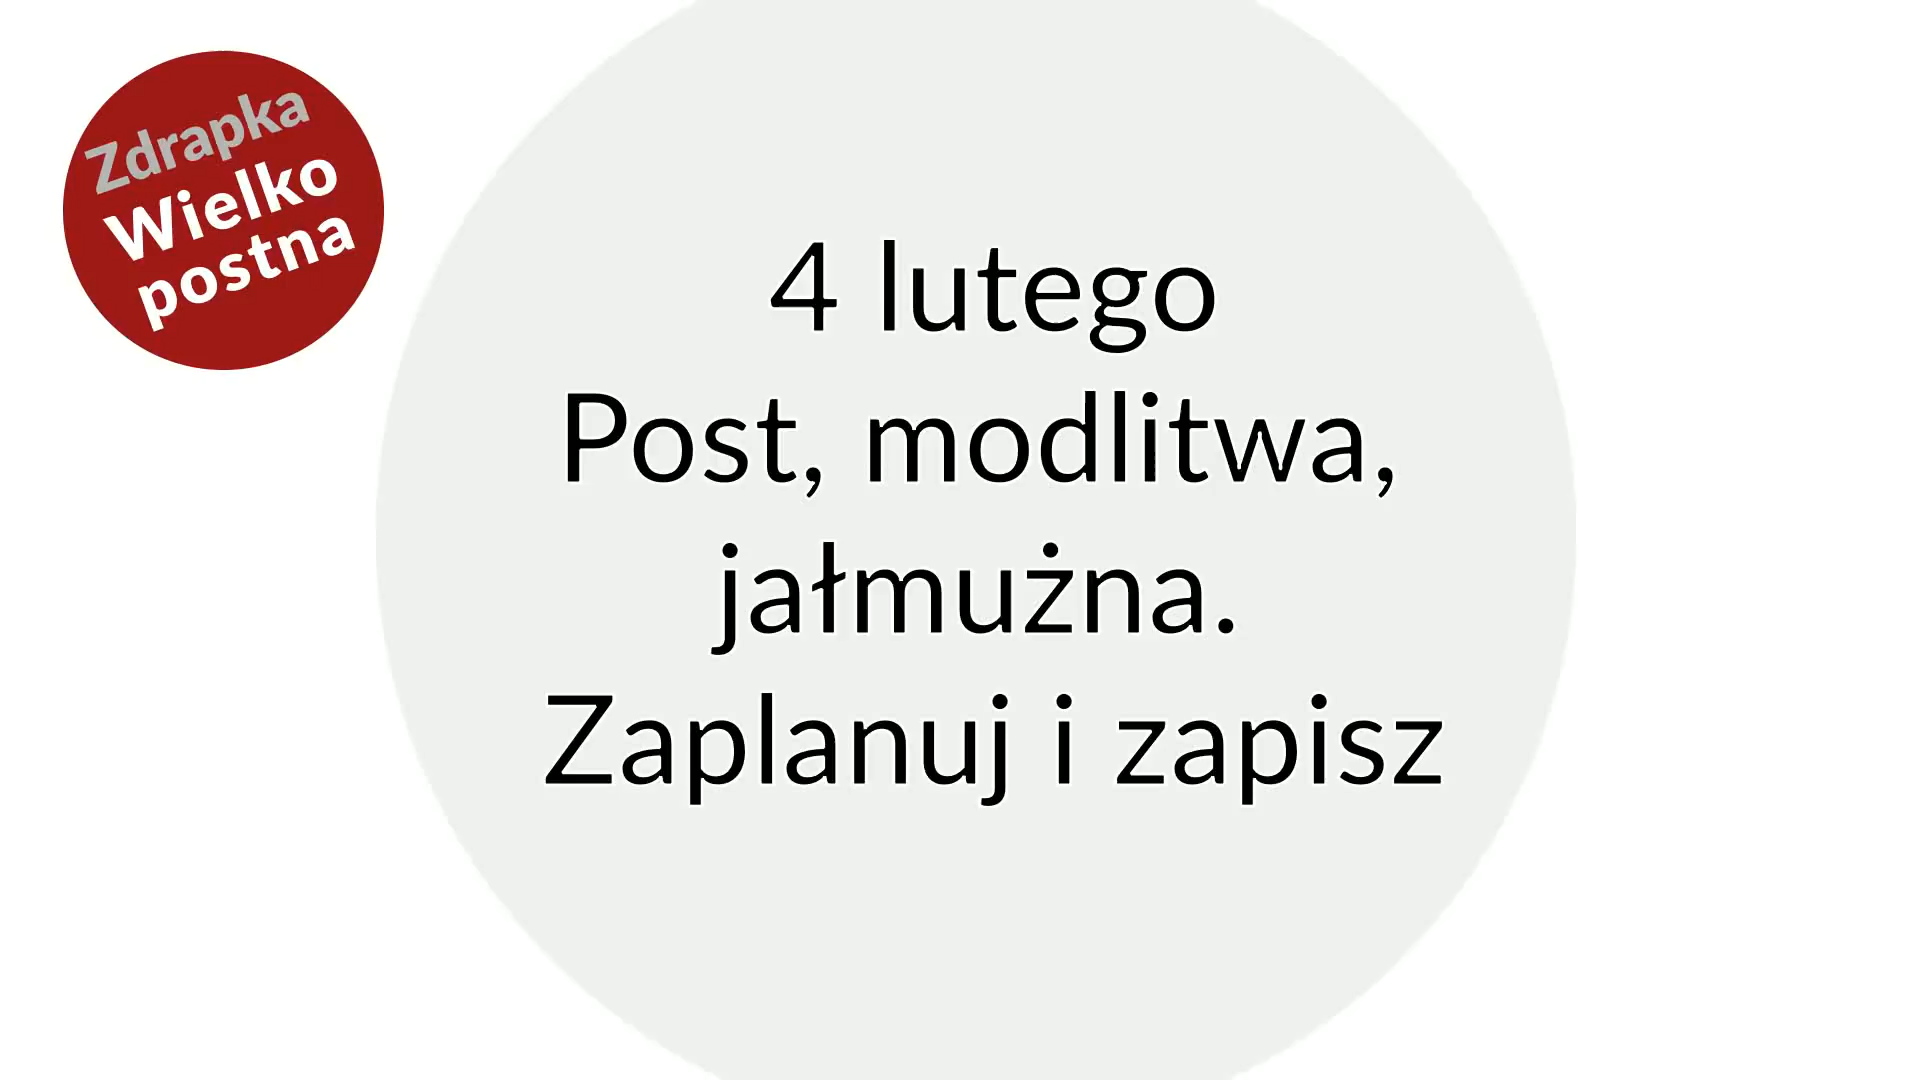 Zdrapka
Wielko
postna
4 lutego
Post, modlitwa,
jałmużna.
Zaplanuj i zapisz